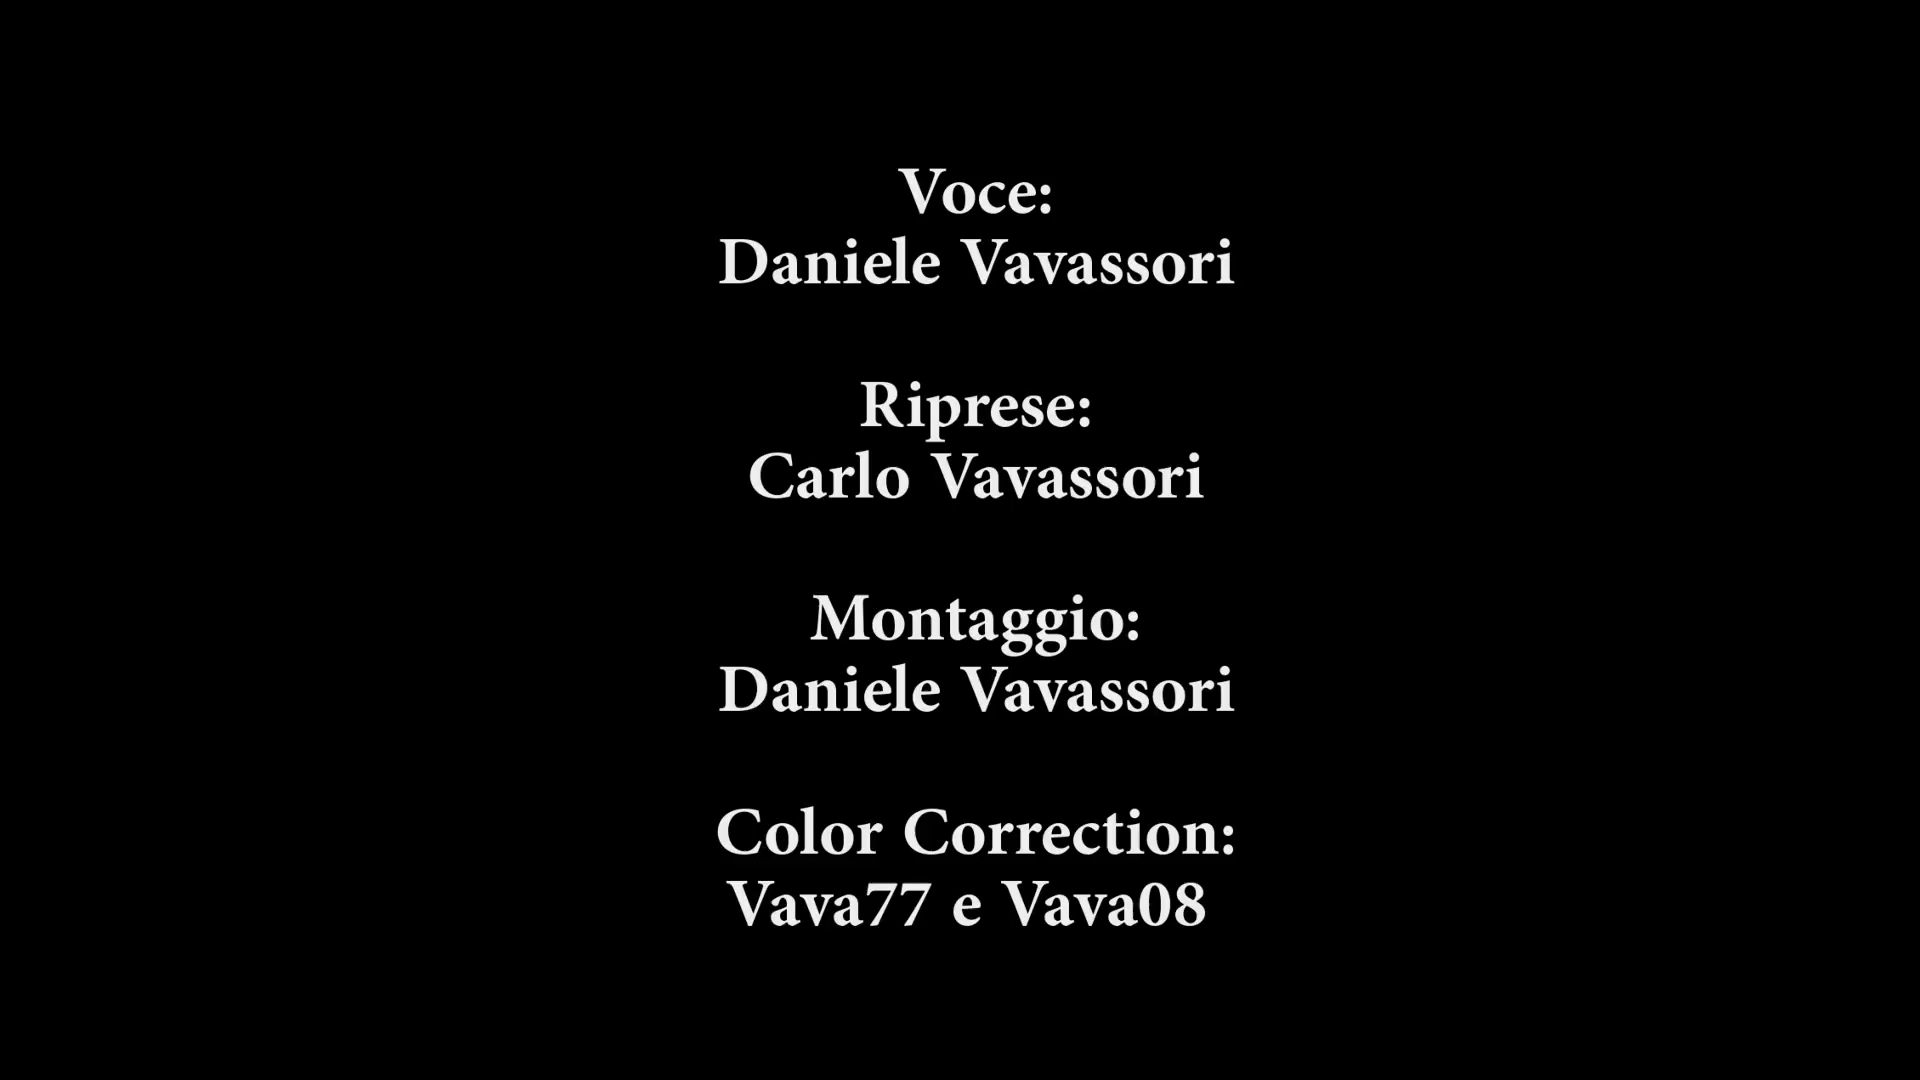 Voce:
Daniele Vavassori
Riprese:
Carlo Vavassori
Montaggio:
Daniele Vavassori
Color Correction:
Vava77 e Vava08